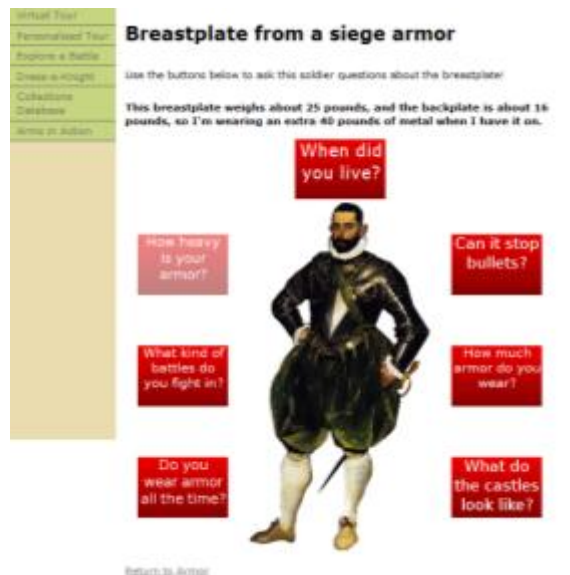 Virtual Tour
Personalized Tour
Explore a Battle
Dress-a-Knight
Collections
Database
Arms in Action
Breastplate from a siege armor
Use the buttons below to ask this soldier questions about the breastplate!
This breastplate weighs about 25 pounds, and the backplate is about 16
pounds, so I'm wearing an extra 40 pounds of metal when I have it on.
When did
you live?
How heavy
is your
armor?
Can it stop
bullets?
What kind of
battles do
you fight in?
How much
armor do you
wear?
Do you
wear armor
all the time?
What do
the castles
look like?
Return to Armor